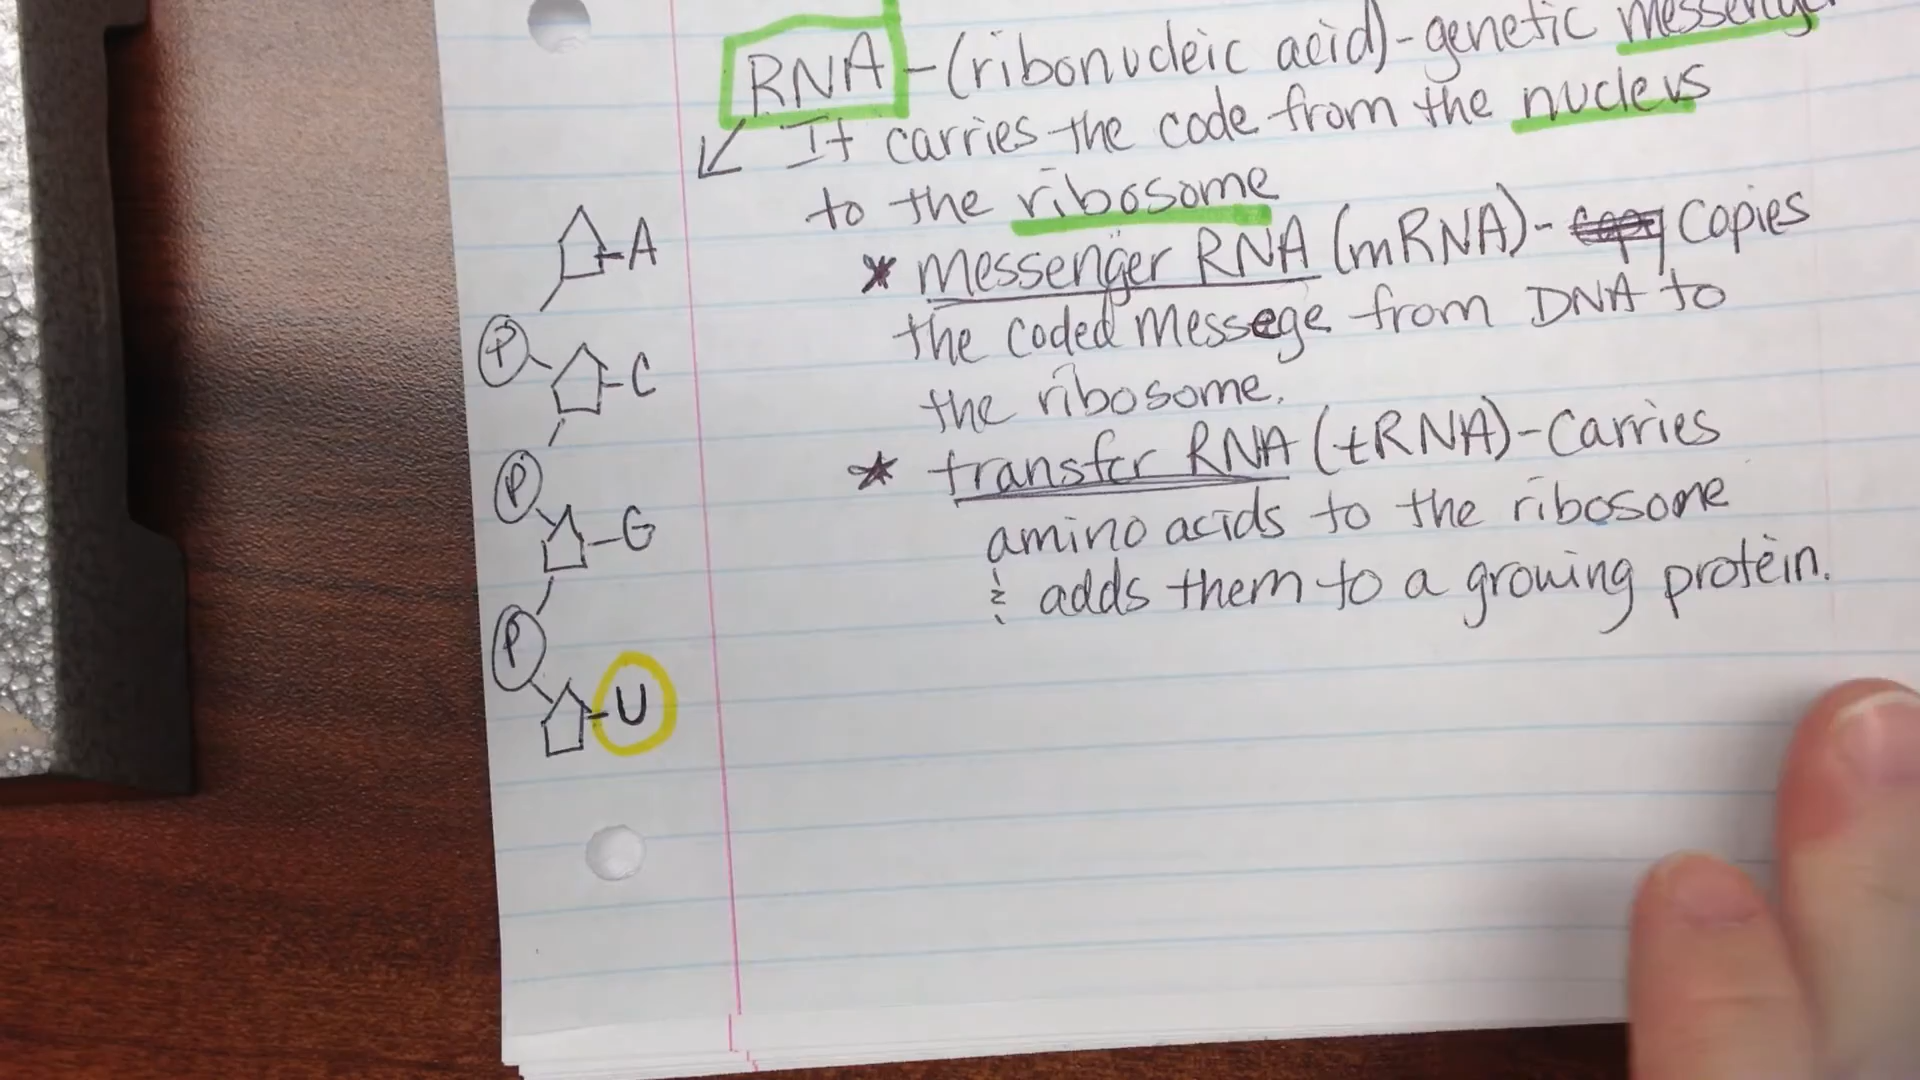 RNA-(ribonucleic acid)-genetic messenger
It carries the code from the nucleus
to the ribosome
* messenger RNA (mRNA)- copy copies
the coded messege from DNA to
the ribosome.
* transfer RNA (tRNA)-Carries
amino acids to the ribosome
& adds them to a growing protein.
A
P
C
P
G
P
U